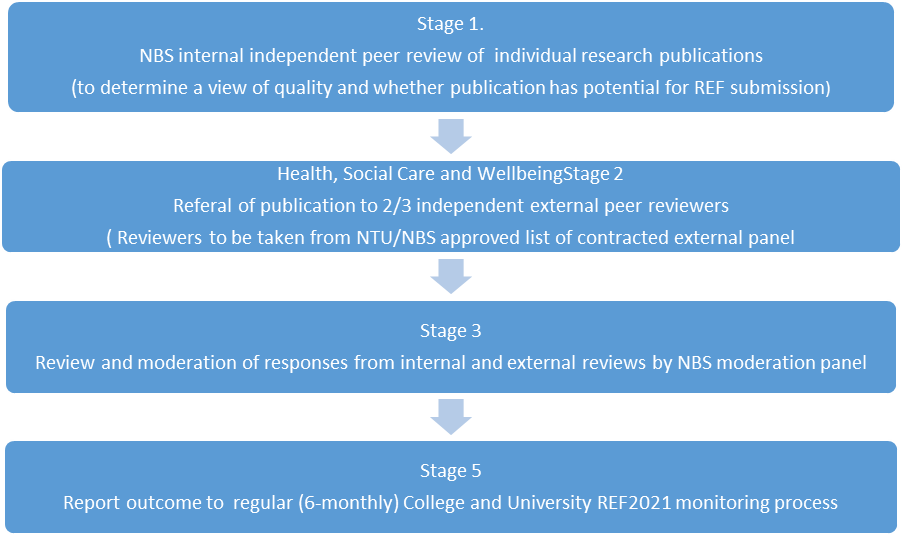 Stage 1.
NBS internal independent peer review of individual research publications
(to determine a view of quality and whether publication has potential for REF submission)
Health, Social Care and WellbeingStage 2
Referal of publication to 2/3 independent external peer reviewers
( Reviewers to be taken from NTU/NBS approved list of contracted external panel
Stage 3
Review and moderation of responses from internal and external reviews by NBS moderation panel
Stage 5
Report outcome to regular (6-monthly) College and University REF2021 monitoring process